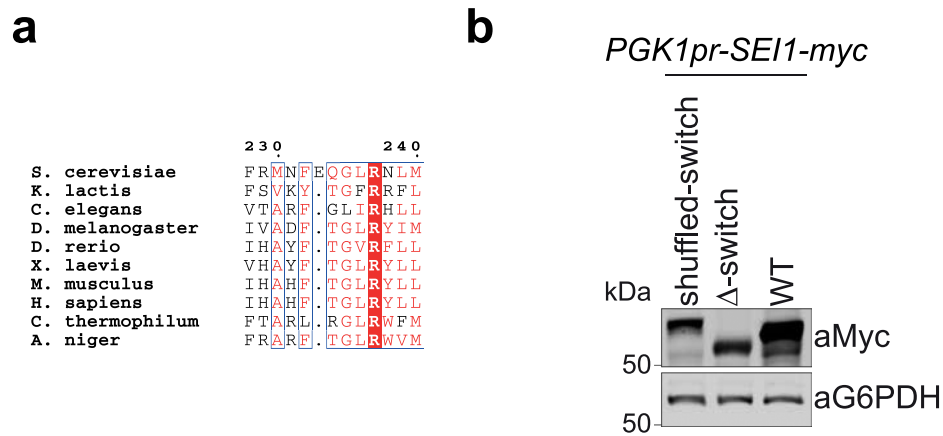 a
230 240
S. cerevisiae FRMNFEQGLRNLM
K. lactis FSVKY.TGFRRFL
C. elegans VTARF.GLIRHLL
D. melanogaster IVADF.TGLRYIM
D. rerio IHAYF.TGVRFLL
X. laevis VHAYF.TGLRYLL
M. musculus IHAHF.TGLRYLL
H. sapiens IHAHF.TGLRYLL
C. thermophilum FTARL.RGLRWFM
A. niger FRARF.TGLRWVM
b
PGK1pr-SEI1-myc
shuffled-switch
Δ-switch
WT
kDa
aMyc
50
aG6PDH
50